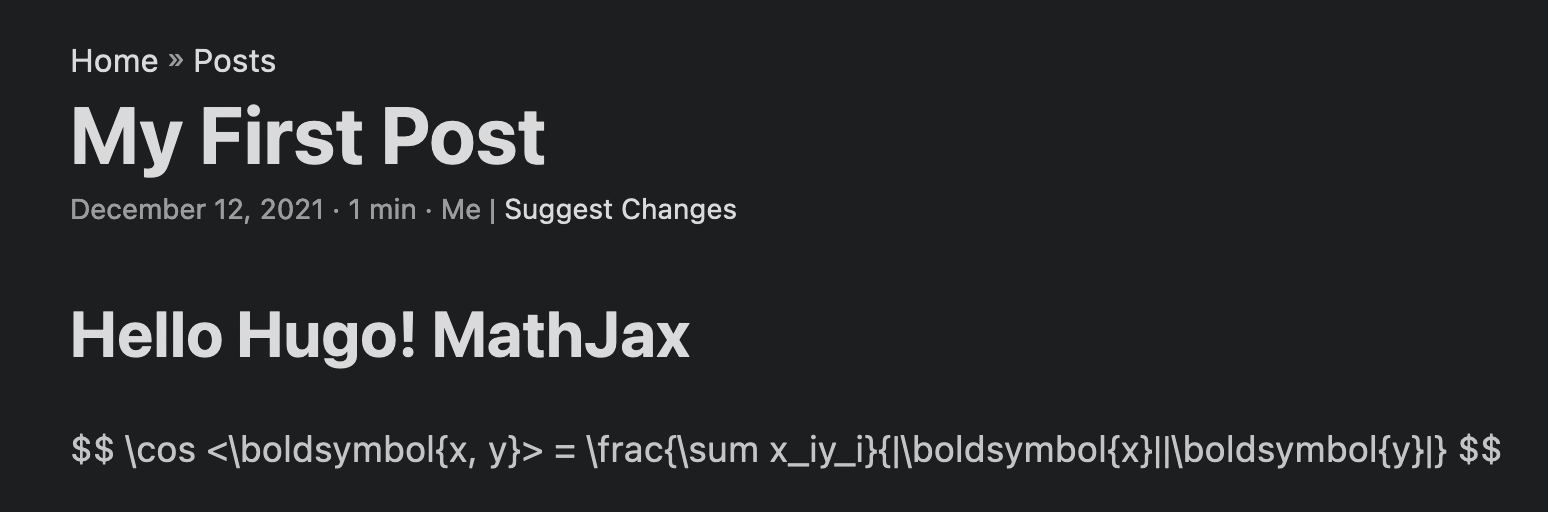 Home » Posts
My First Post
December 12, 2021 · 1 min · Me | Suggest Changes
Hello Hugo! MathJax
$$ \cos <\boldsymbol{x, y}> = \frac{\sum x_iy_i}{|\boldsymbol{x}||\boldsymbol{y}|} $$